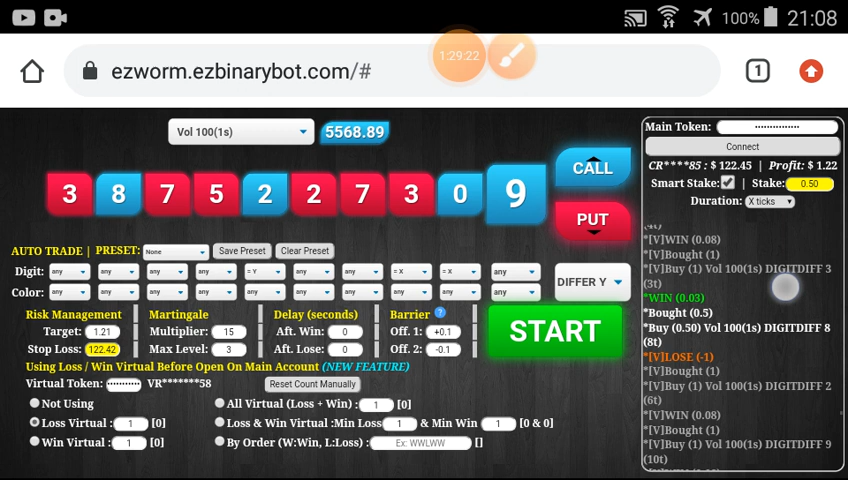 100% 21:08
ezworm.ezbinarybot.com/#
1:29:22
1
Vol 100(1s) 5568.89
3 8 7 5 2 2 7 3 0 9
CALL
PUT
AUTO TRADE | PRESET: None Save Preset Clear Preset
Digit: any any any any = Y any any = X = X any
Color: any any any any any any any any any any
DIFFER Y
Risk Management Martingale Delay (seconds) Barrier ?
Target: 1.21 Multiplier: 15 Aft. Win: 0 Off. 1: +0.1
Stop Loss: 122.42 Max Level: 3 Aft. Lose: 0 Off. 2: -0.1
START
Using Loss / Win Virtual Before Open On Main Account (NEW FEATURE)
Virtual Token: •••••••••• VR*******58 Reset Count Manually
Not Using All Virtual (Loss + Win) : 1 [0]
Loss Virtual : 1 [0] Loss & Win Virtual :Min Loss 1 & Min Win 1 [0 & 0]
Win Virtual : 1 [0] By Order (W:Win, L:Loss) : Ex: WWLWW []
Main Token: •••••••••••••••
Connect
CR****85 : $ 122.45 | Profit: $ 1.22
Smart Stake: | Stake: 0.50
Duration: X ticks
*[V]WIN (0.08)
*[V]Bought (1)
*[V]Buy (1) Vol 100(1s) DIGITDIFF 3
(3t)
*WIN (0.03)
*Bought (0.5)
*Buy (0.50) Vol 100(1s) DIGITDIFF 8
(8t)
*[V]LOSE (-1)
*[V]Bought (1)
*[V]Buy (1) Vol 100(1s) DIGITDIFF 2
(6t)
*[V]WIN (0.08)
*[V]Bought (1)
*[V]Buy (1) Vol 100(1s) DIGITDIFF 9
(10t)